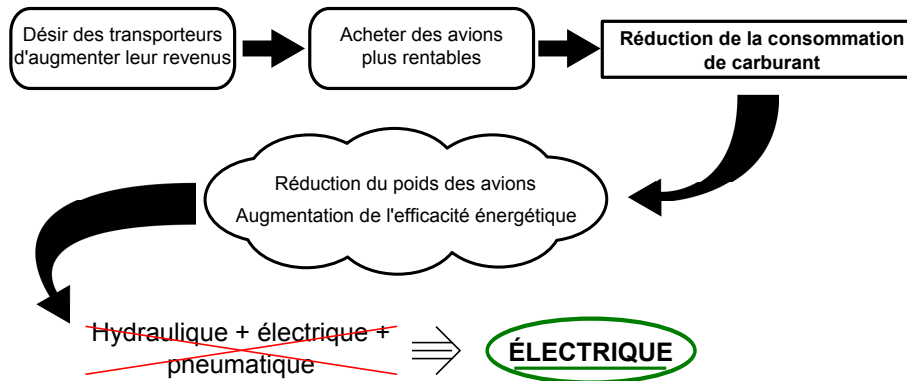 Désir des transporteurs
d'augmenter leur revenus
Acheter des avions
plus rentables
Réduction de la consommation
de carburant
Réduction du poids des avions
Augmentation de l'efficacité énergétique
Hydraulique + électrique +
pneumatique
ÉLECTRIQUE